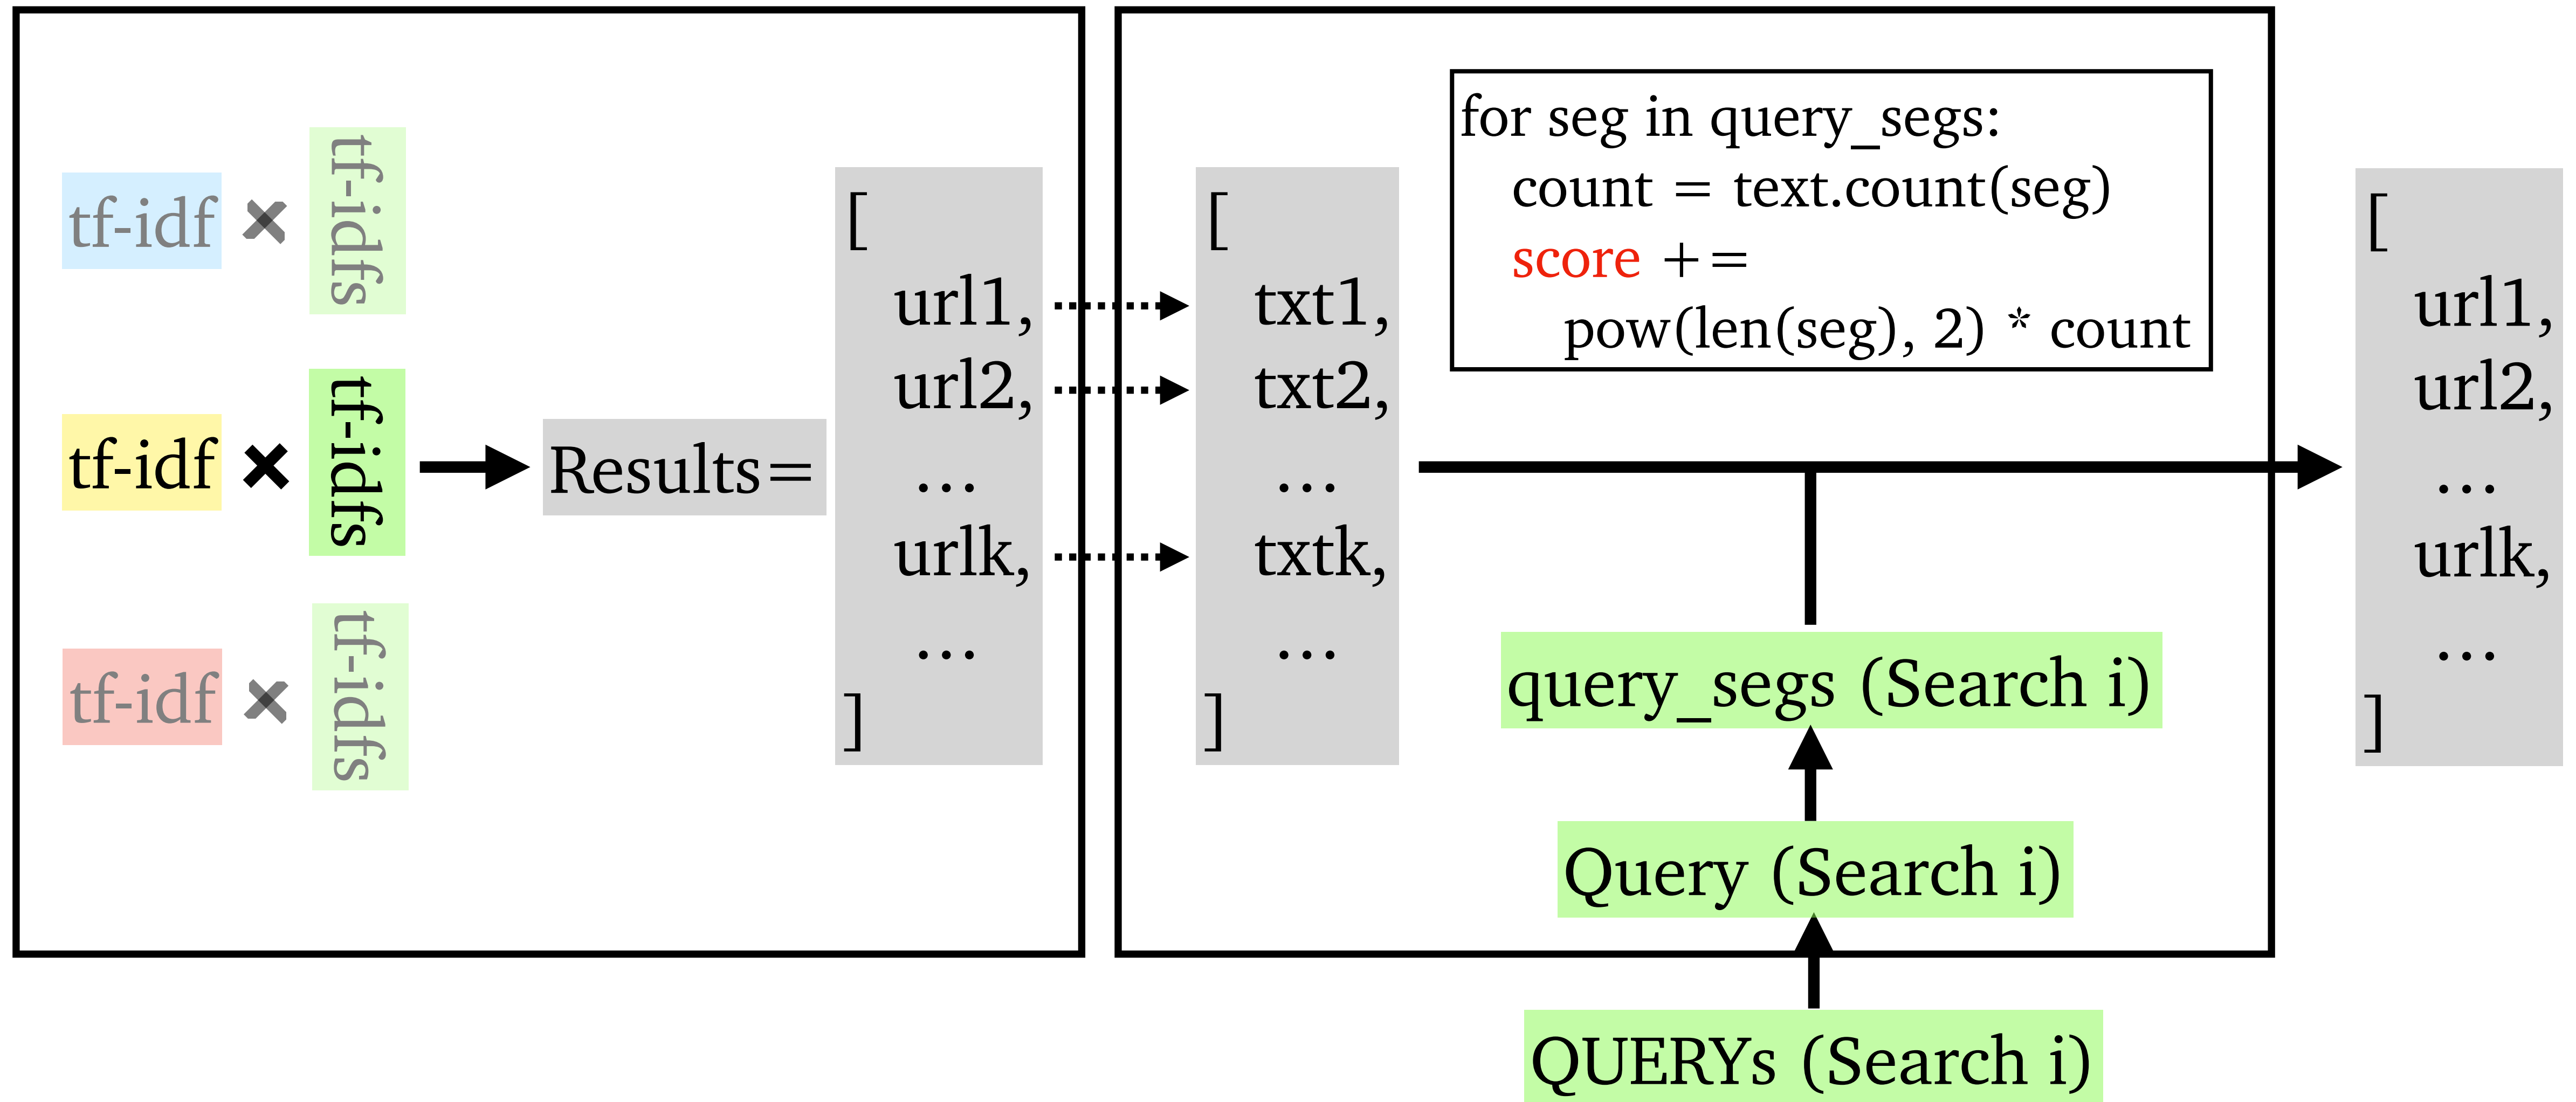 tf-idf × tf-idfs
tf-idf × tf-idfs
tf-idf × tf-idfs
Results=
[
url1,
url2,
...
urlk,
...
]
[
txt1,
txt2,
...
txtk,
...
]
for seg in query_segs:
count = text.count(seg)
score +=
pow(len(seg), 2) * count
query_segs (Search i)
Query (Search i)
QUERYs (Search i)
[
url1,
url2,
...
urlk,
...
]